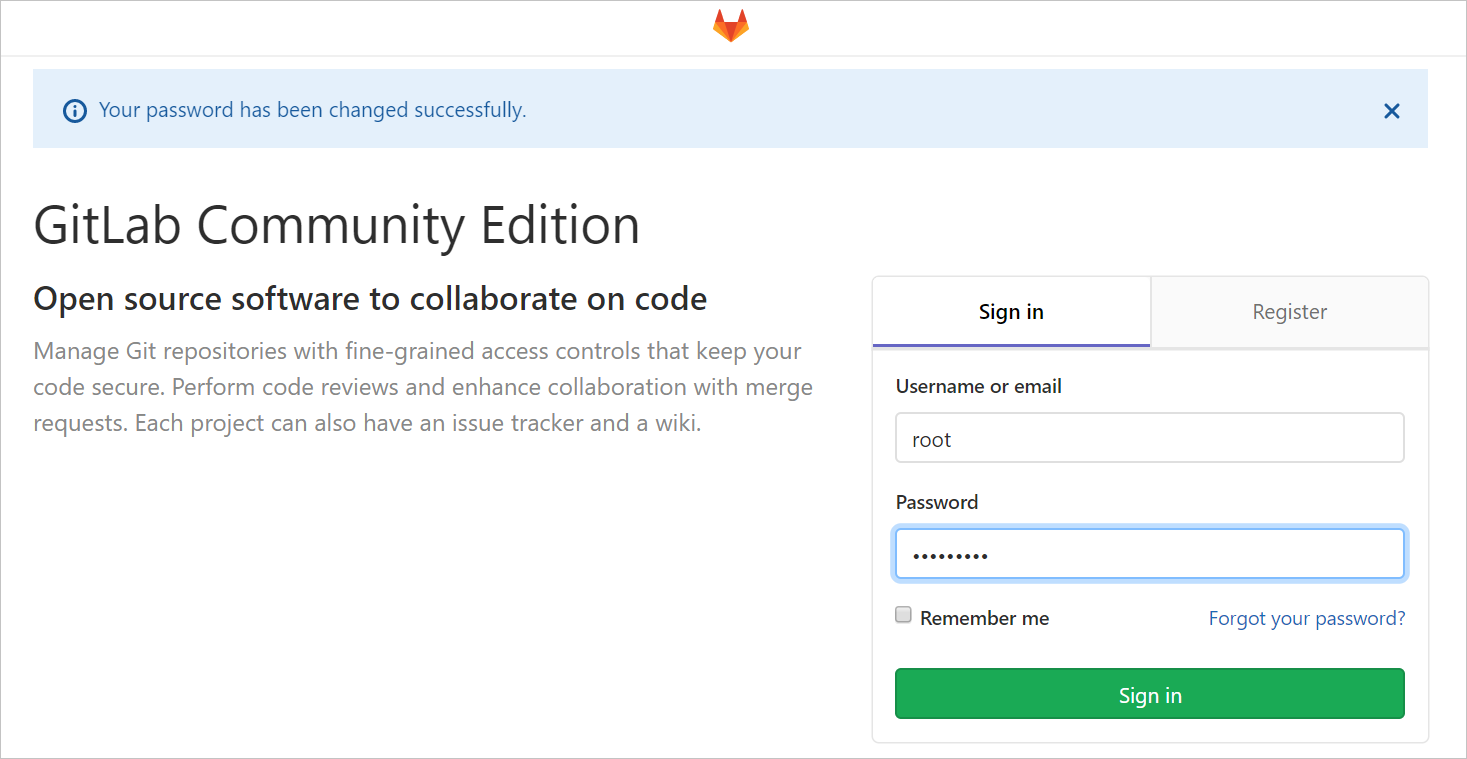 Your password has been changed successfully.
GitLab Community Edition
Open source software to collaborate on code
Manage Git repositories with fine-grained access controls that keep your
code secure. Perform code reviews and enhance collaboration with merge
requests. Each project can also have an issue tracker and a wiki.
Sign in
Register
Username or email
root
Password
•••••••••
Remember me
Forgot your password?
Sign in